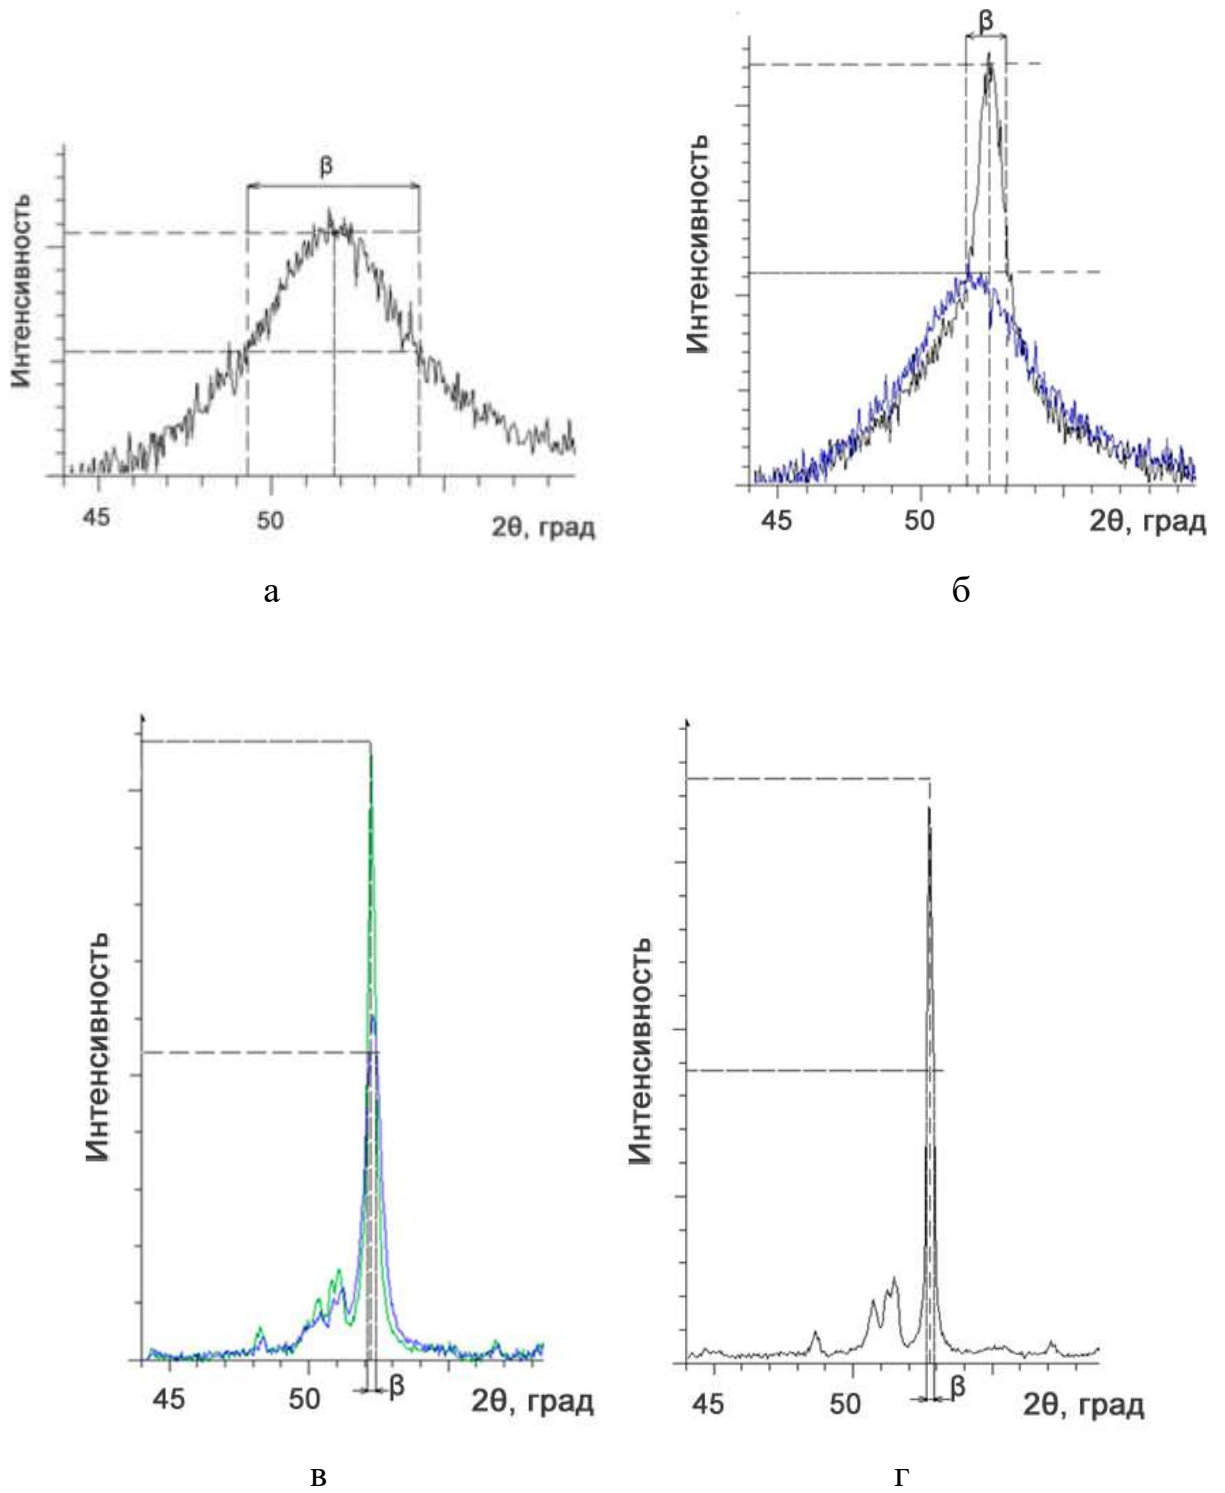 β
Интенсивность
45
50
2θ, град
а
β
Интенсивность
45
50
2θ, град
б
Интенсивность
45
50
β
2θ, град
в
Интенсивность
45
50
β
2θ, град
г